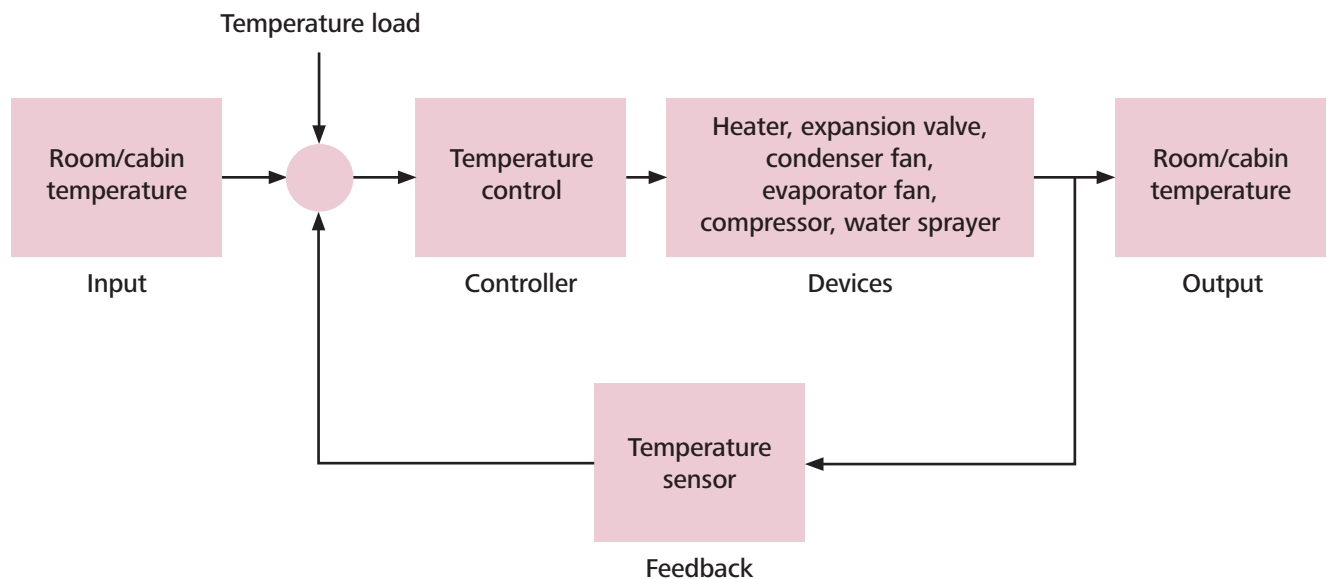 Temperature load
Room/cabin
temperature
Input
Temperature
control
Controller
Heater, expansion valve,
condenser fan,
evaporator fan,
compressor, water sprayer
Devices
Room/cabin
temperature
Output
Temperature
sensor
Feedback